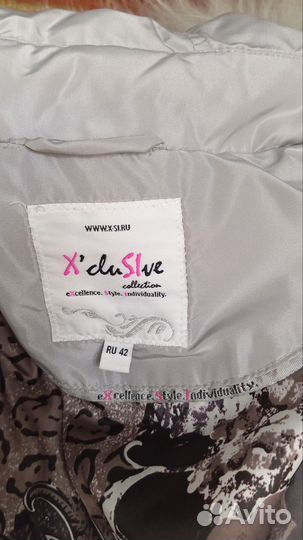 WWW.X-SI.RU
X'cluSIve
collection
eXcellence. Style. Individuality.
RU 42
eXcellence. Style. Individuality.
Avito